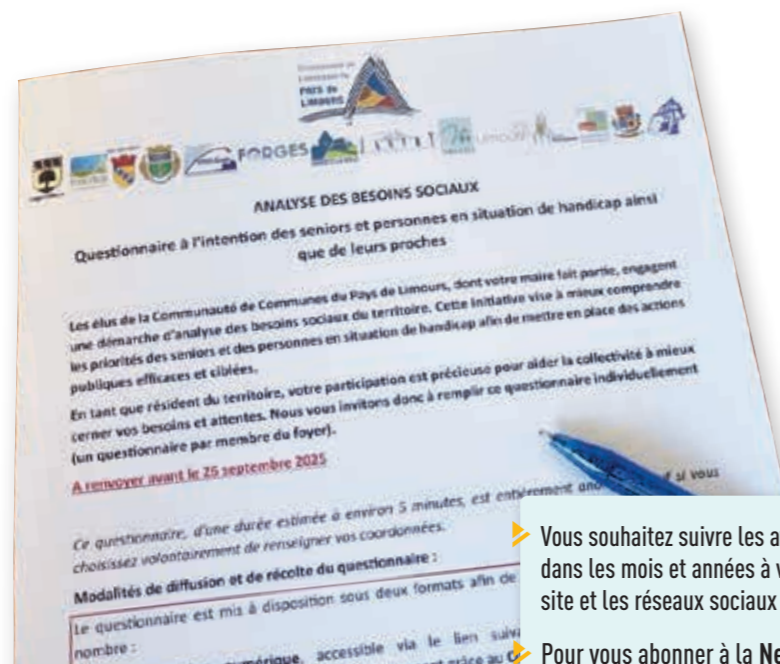 Communauté de
Communes du
PAYS de
LIMOURS
FORGES
LIMOURS
ANALYSE DES BESOINS SOCIAUX
Questionnaire à l'intention des seniors et personnes en situation de handicap ainsi
que de leurs proches
Les élus de la Communauté de Communes du Pays de Limours, dont votre maire fait partie, engagent
une démarche d'analyse des besoins sociaux du territoire. Cette initiative vise à mieux comprendre
les priorités des seniors et des personnes en situation de handicap afin de mettre en place des actions
publiques efficaces et ciblées.
En tant que résident du territoire, votre participation est précieuse pour aider la collectivité à mieux
cerner vos besoins et attentes. Nous vous invitons donc à remplir ce questionnaire individuellement
(un questionnaire par membre du foyer).
A renvoyer avant le 26 septembre 2025
Ce questionnaire, d'une durée estimée à environ 5 minutes, est entièrement si vous
choisissez volontairement de renseigner vos coordonnées.
Modalités de diffusion et de récolte du questionnaire :
Le questionnaire est mis à disposition sous deux formats afin de
nombre :
accessible via le lien
grâce au
Vous souhaitez suivre les
dans les mois et années à
site et les réseaux sociaux
Pour vous abonner à la